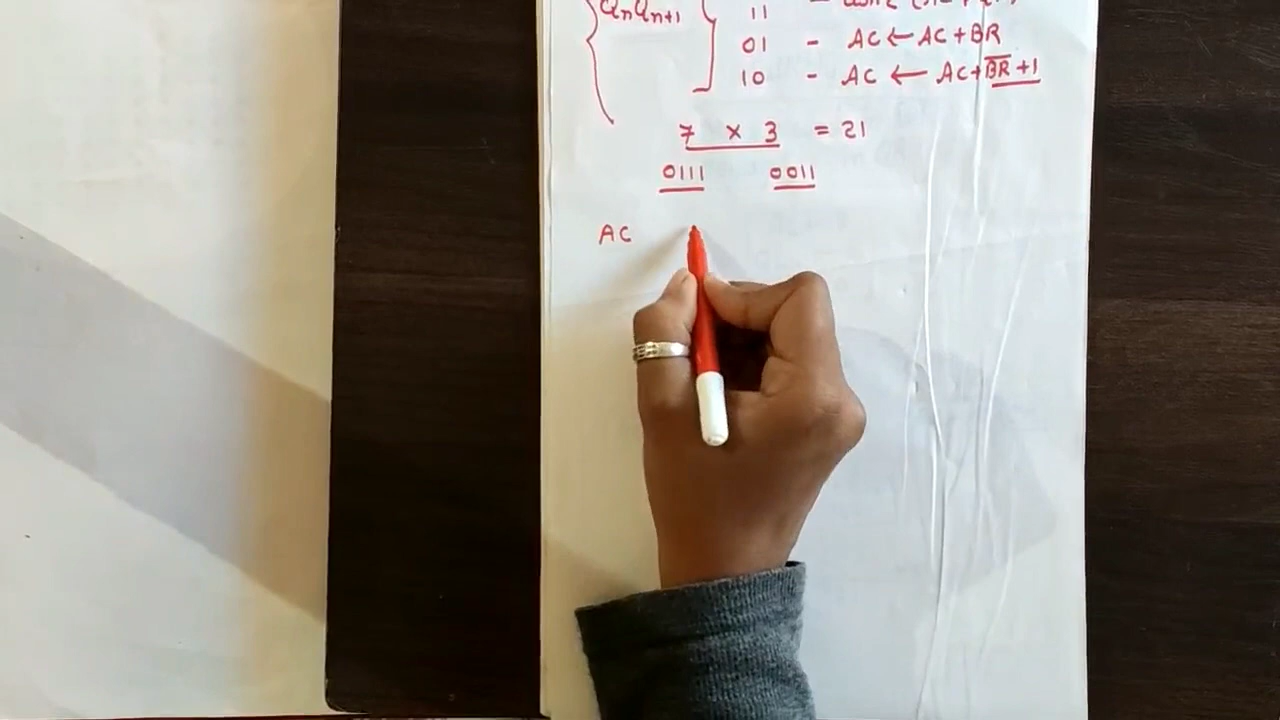 QnQn+1 11 -
01 - AC ← AC + BR
10 - AC ← AC + B̅R̅ + 1
7 × 3 = 21
0111 0011
AC